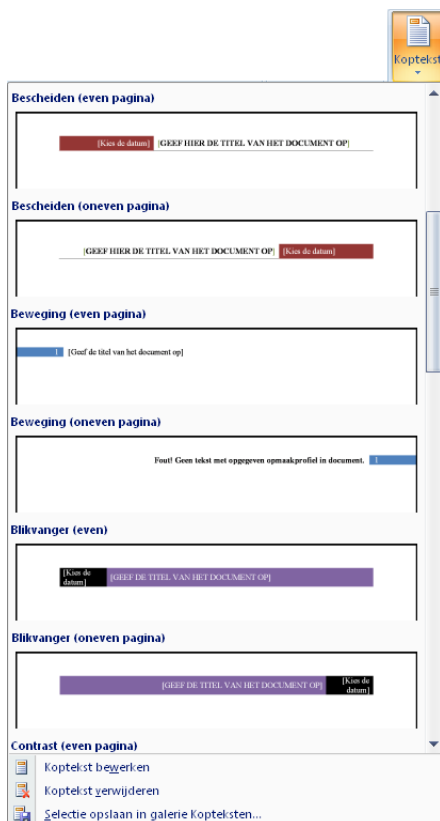 Koptekst
Bescheiden (even pagina)
[Kies de datum] [GEEF HIER DE TITEL VAN HET DOCUMENT OP]
Bescheiden (oneven pagina)
[GEEF HIER DE TITEL VAN HET DOCUMENT OP] [Kies de datum]
Beweging (even pagina)
1 [Geef de titel van het document op]
Beweging (oneven pagina)
Fout! Geen tekst met opgegeven opmaakprofiel in document. 1
Blikvanger (even)
[Kies de
datum] [GEEF DE TITEL VAN HET DOCUMENT OP]
Blikvanger (oneven pagina)
[GEEF DE TITEL VAN HET DOCUMENT OP] [Kies de
datum]
Contrast (even pagina)
Koptekst bewerken
Koptekst verwijderen
Selectie opslaan in galerie Kopteksten...